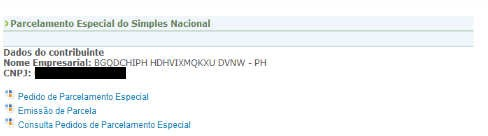 Parcelamento Especial do Simples Nacional
Dados do contribuinte
Nome Empresarial: BGQDCHIPH HDHVIXMQKXU DVNW - PH
CNPJ:
Pedido de Parcelamento Especial
Emissão de Parcela
Consulta Pedidos de Parcelamento Especial